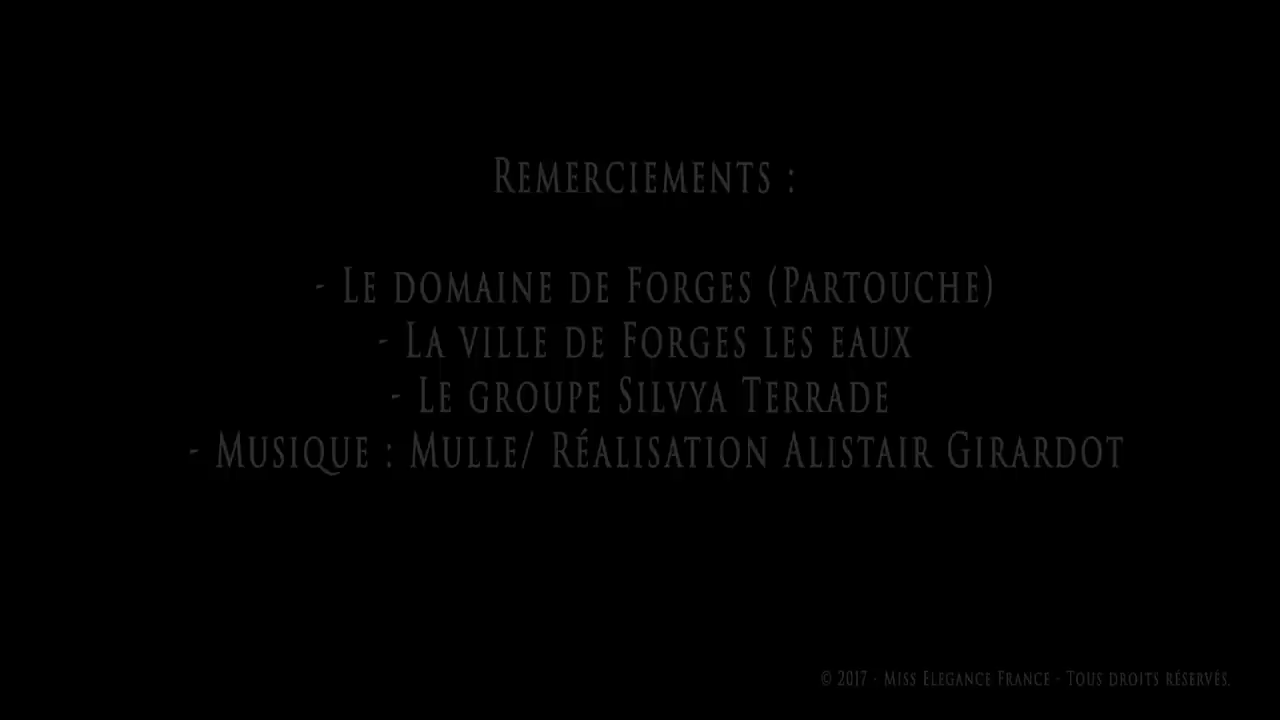 Remerciements :
- Le domaine de Forges (Partouche)
- La ville de Forges les eaux
- Le groupe Silvya Terrade
- Musique : Mulle/ Réalisation Alistair Girardot
© 2017 - Miss Elegance France - Tous droits réservés.